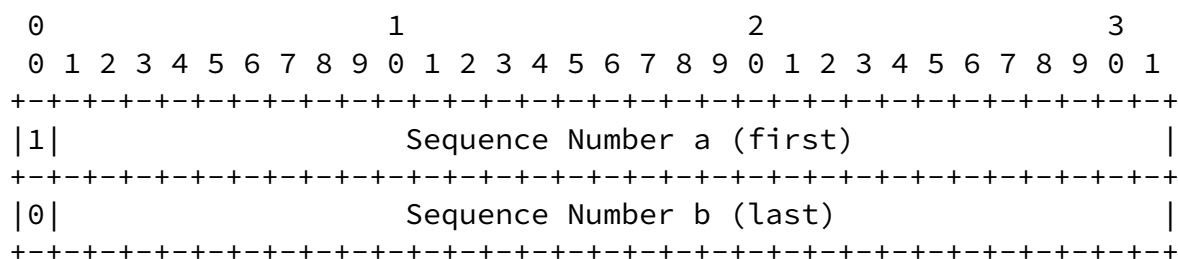 0                   1                   2                   3
 0 1 2 3 4 5 6 7 8 9 0 1 2 3 4 5 6 7 8 9 0 1 2 3 4 5 6 7 8 9 0 1
+-+-+-+-+-+-+-+-+-+-+-+-+-+-+-+-+-+-+-+-+-+-+-+-+-+-+-+-+-+-+-+-+
|1|                   Sequence Number a (first)                 |
+-+-+-+-+-+-+-+-+-+-+-+-+-+-+-+-+-+-+-+-+-+-+-+-+-+-+-+-+-+-+-+-+
|0|                   Sequence Number b (last)                  |
+-+-+-+-+-+-+-+-+-+-+-+-+-+-+-+-+-+-+-+-+-+-+-+-+-+-+-+-+-+-+-+-+